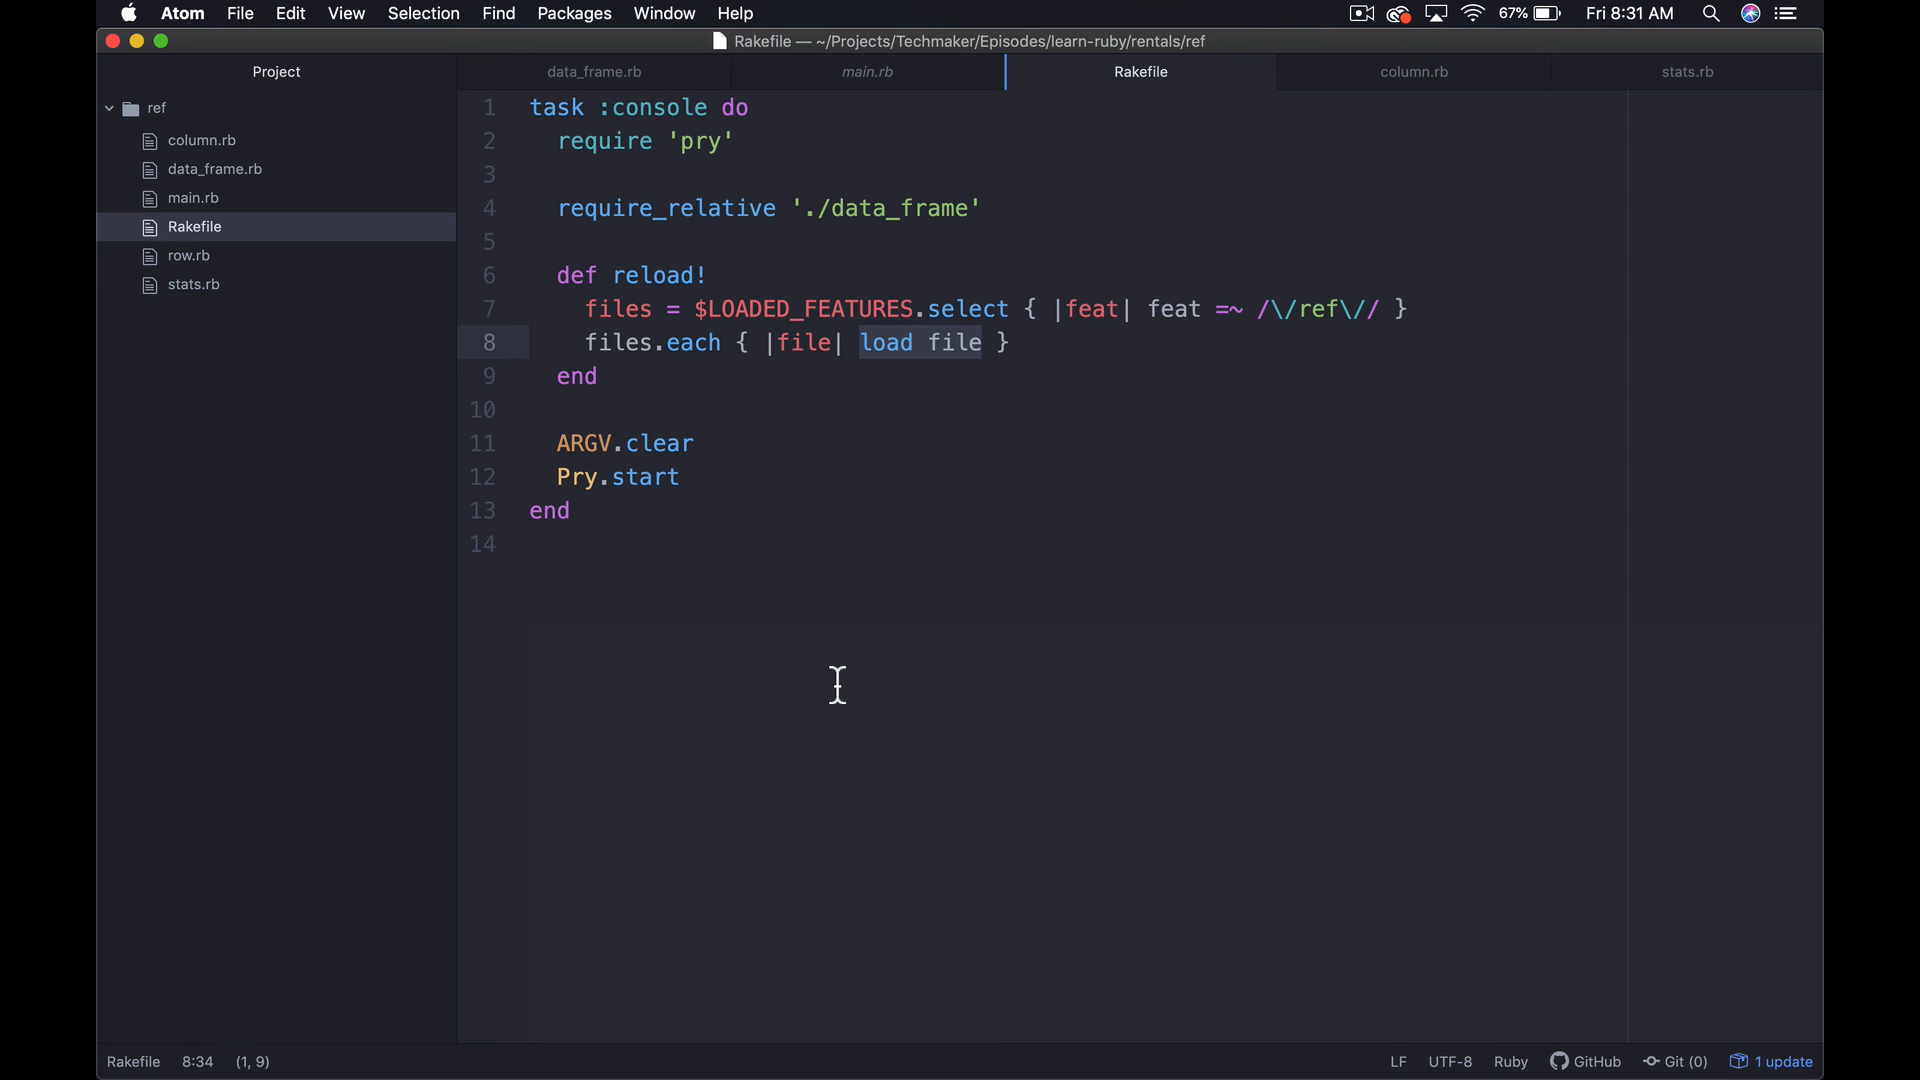 Atom File Edit View Selection Find Packages Window Help 67% Fri 8:31 AM
Rakefile — ~/Projects/Techmaker/Episodes/learn-ruby/rentals/ref
Project
data_frame.rb main.rb Rakefile column.rb stats.rb
ref
column.rb
data_frame.rb
main.rb
Rakefile
row.rb
stats.rb
1 task :console do
2   require 'pry'
3
4   require_relative './data_frame'
5
6   def reload!
7     files = $LOADED_FEATURES.select { |feat| feat =~ /\/ref\// }
8     files.each { |file| load file }
9   end
10
11   ARGV.clear
12   Pry.start
13 end
14
Rakefile 8:34 (1, 9) LF UTF-8 Ruby GitHub Git (0) 1 update